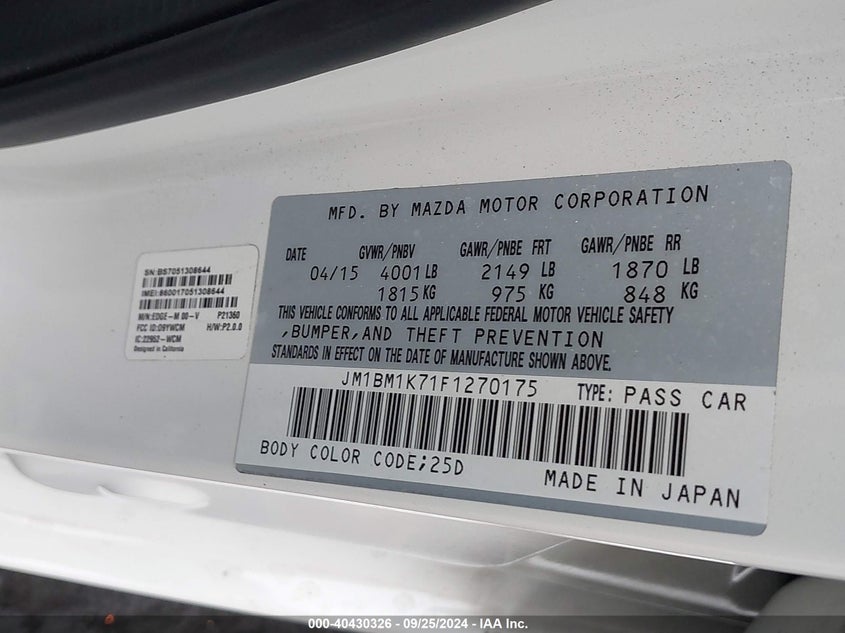 MFD. BY MAZDA MOTOR CORPORATION
DATE GVWR/PNBV GAWR/PNBE FRT GAWR/PNBE RR
04/15 4001 LB 2149 LB 1870 LB
1815 KG 975 KG 848 KG
THIS VEHICLE CONFORMS TO ALL APPLICABLE FEDERAL MOTOR VEHICLE SAFETY
,BUMPER,AND THEFT PREVENTION
STANDARDS IN EFFECT ON THE DATE OF MANUFACTURE SHOWN ABOVE.
JM1BM1K71F1270175 TYPE: PASS CAR
BODY COLOR CODE;25D
MADE IN JAPAN
SN:BS7051308644
IMEI:860017051308644
M/N:EDGE-M 00-V P21360
FCC ID:O9YWCM H/W:P2.0.0
IC:22952-WCM
Designed in California
000-40430326 - 09/25/2024 - IAA Inc.